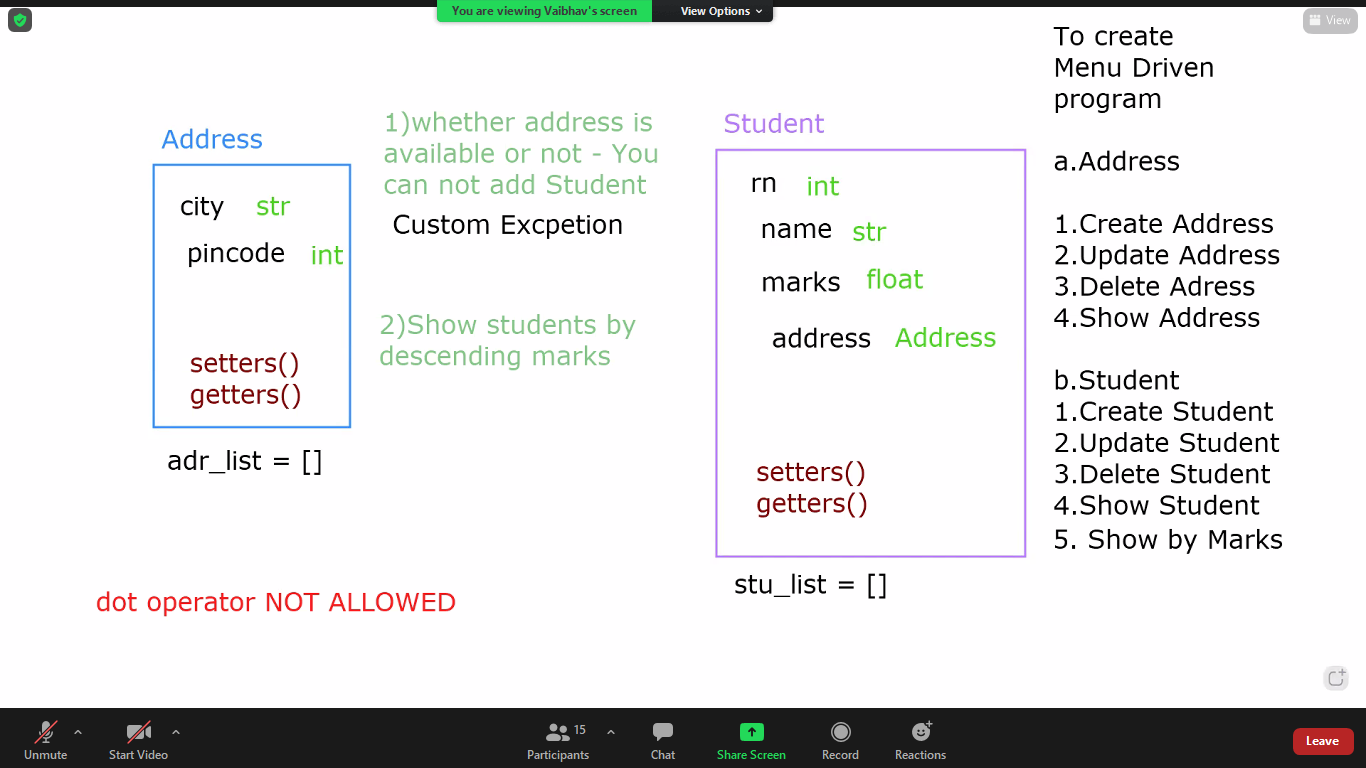 You are viewing Vaibhav's screen
View Options
View
Address
city str
pincode int
setters()
getters()
adr_list = []
dot operator NOT ALLOWED
1)whether address is
available or not - You
can not add Student
Custom Excpetion
2)Show students by
descending marks
Student
rn int
name str
marks float
address Address
setters()
getters()
stu_list = []
To create
Menu Driven
program
a.Address
1.Create Address
2.Update Address
3.Delete Adress
4.Show Address
b.Student
1.Create Student
2.Update Student
3.Delete Student
4.Show Student
5. Show by Marks
Unmute
Start Video
15
Participants
Chat
Share Screen
Record
Reactions
Leave